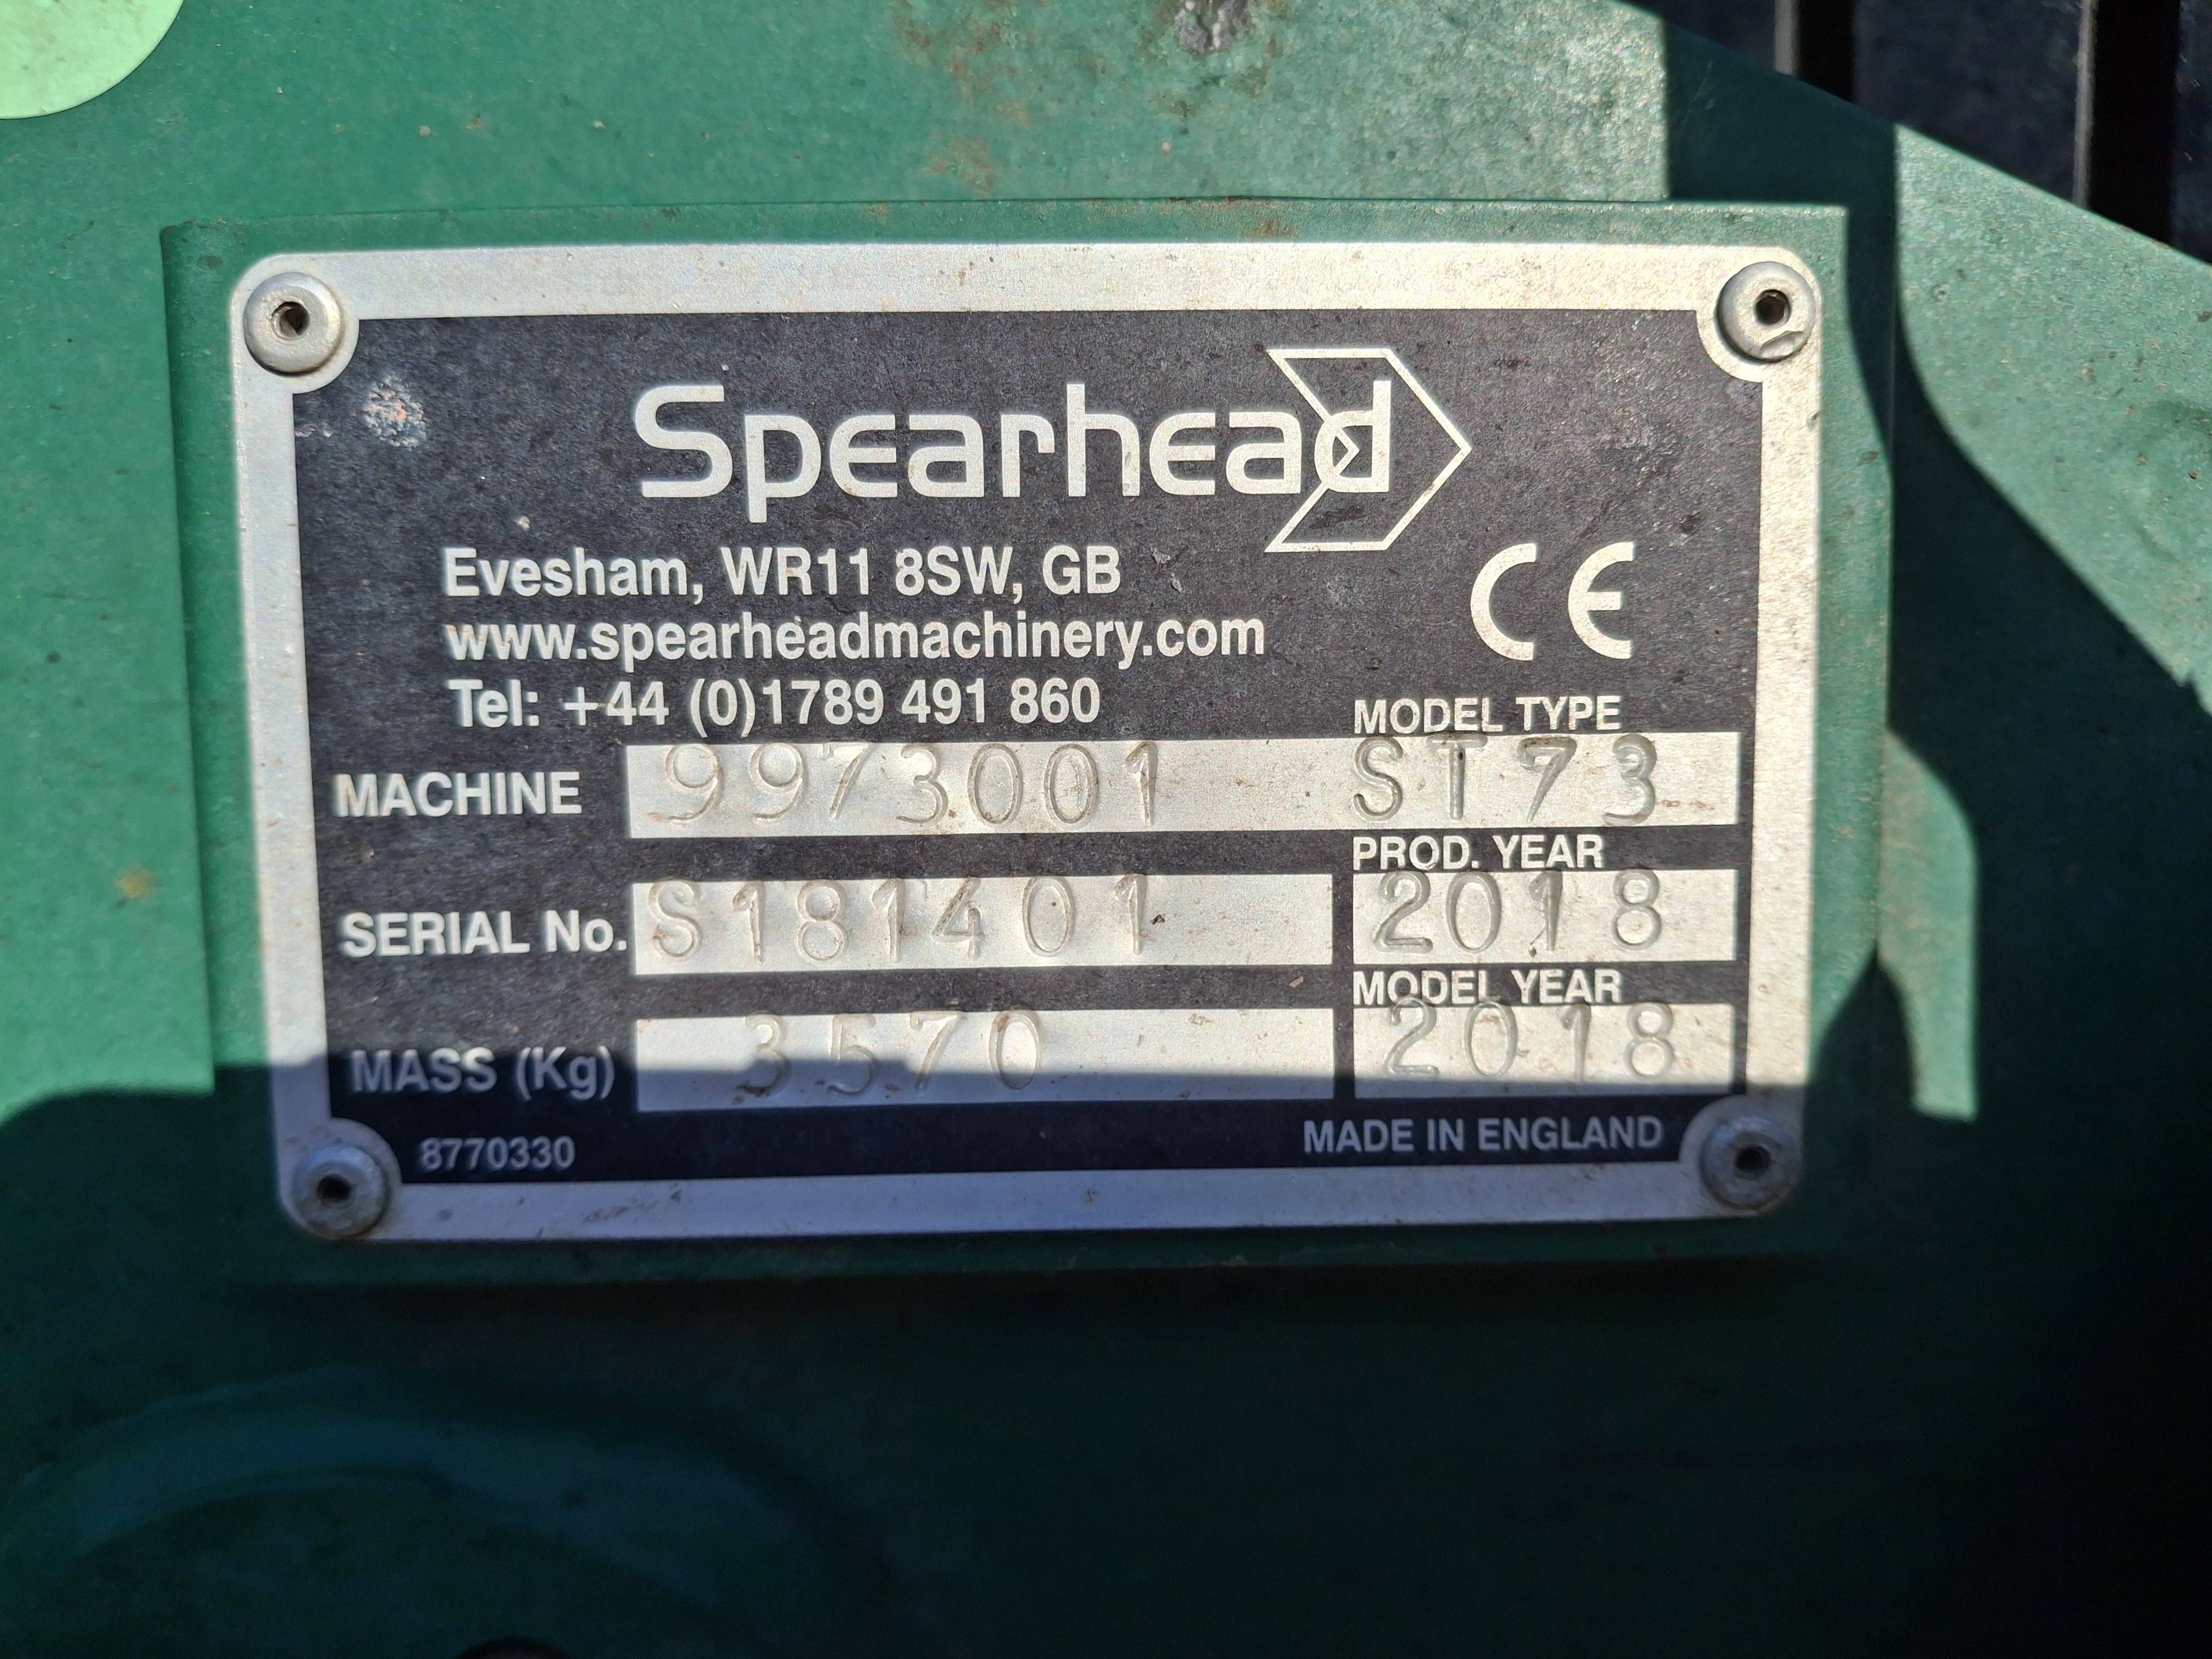 Spearhead
Evesham, WR11 8SW, GB
www.spearheadmachinery.com
CE
Tel: +44 (0)1789 491 860
MODEL TYPE
MACHINE 9973001 ST73
PROD. YEAR
SERIAL No. S181401 2018
MODEL YEAR
MASS (Kg) 3570 2018
8770330 MADE IN ENGLAND